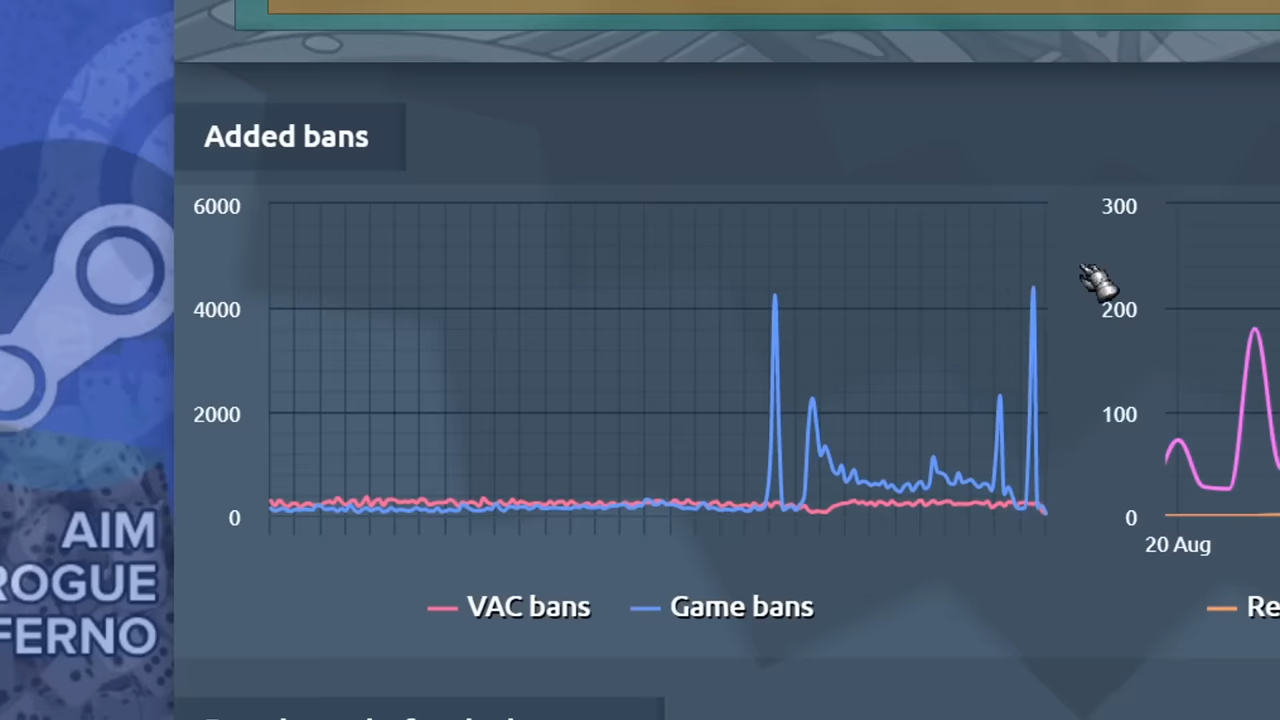 Added bans
6000
4000
2000
0
VAC bans
Game bans
300
200
100
0
20 Aug
Re
AIM
ROGUE
FERNO